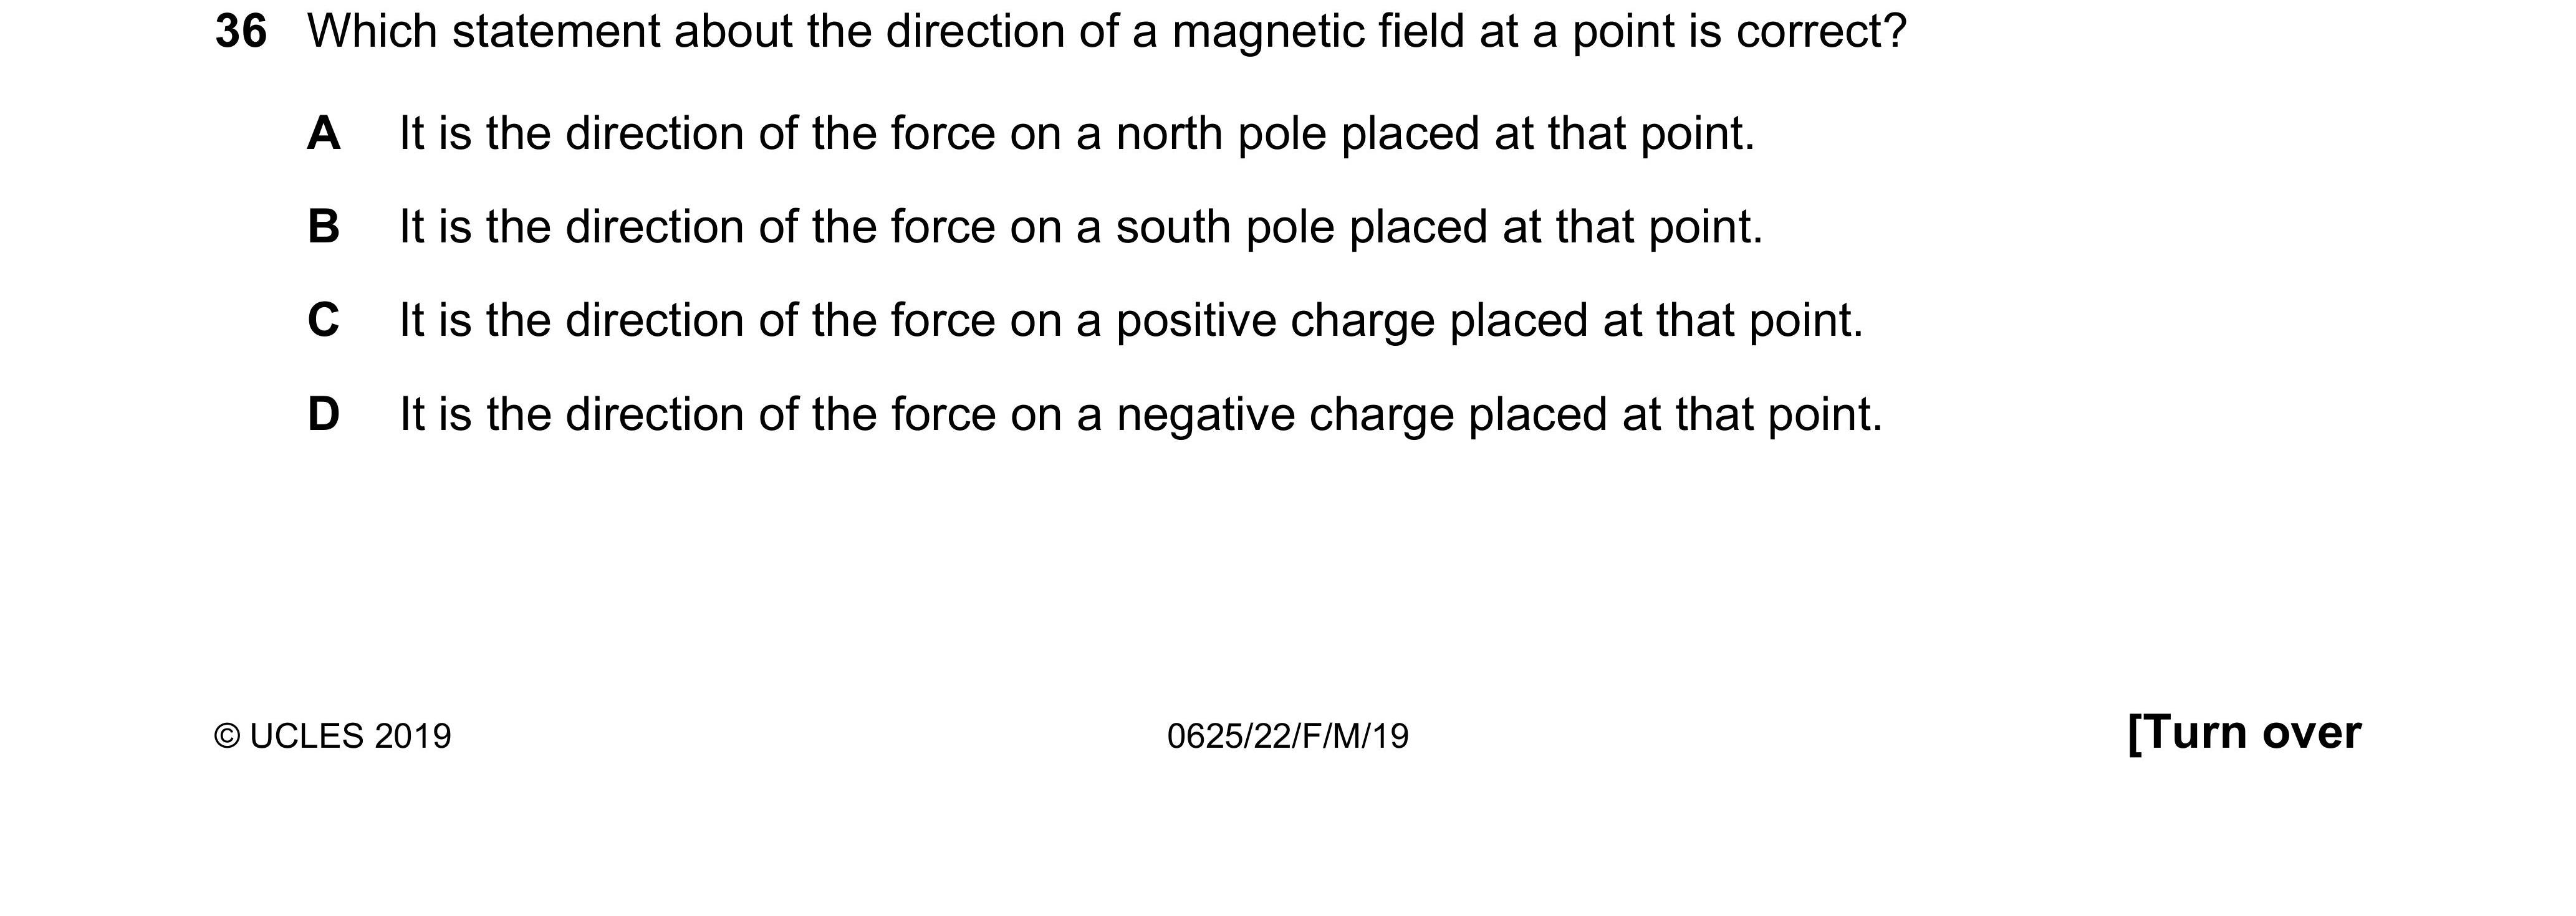 36 Which statement about the direction of a magnetic field at a point is correct?
A It is the direction of the force on a north pole placed at that point.
B It is the direction of the force on a south pole placed at that point.
C It is the direction of the force on a positive charge placed at that point.
D It is the direction of the force on a negative charge placed at that point.
© UCLES 2019 0625/22/F/M/19 [Turn over